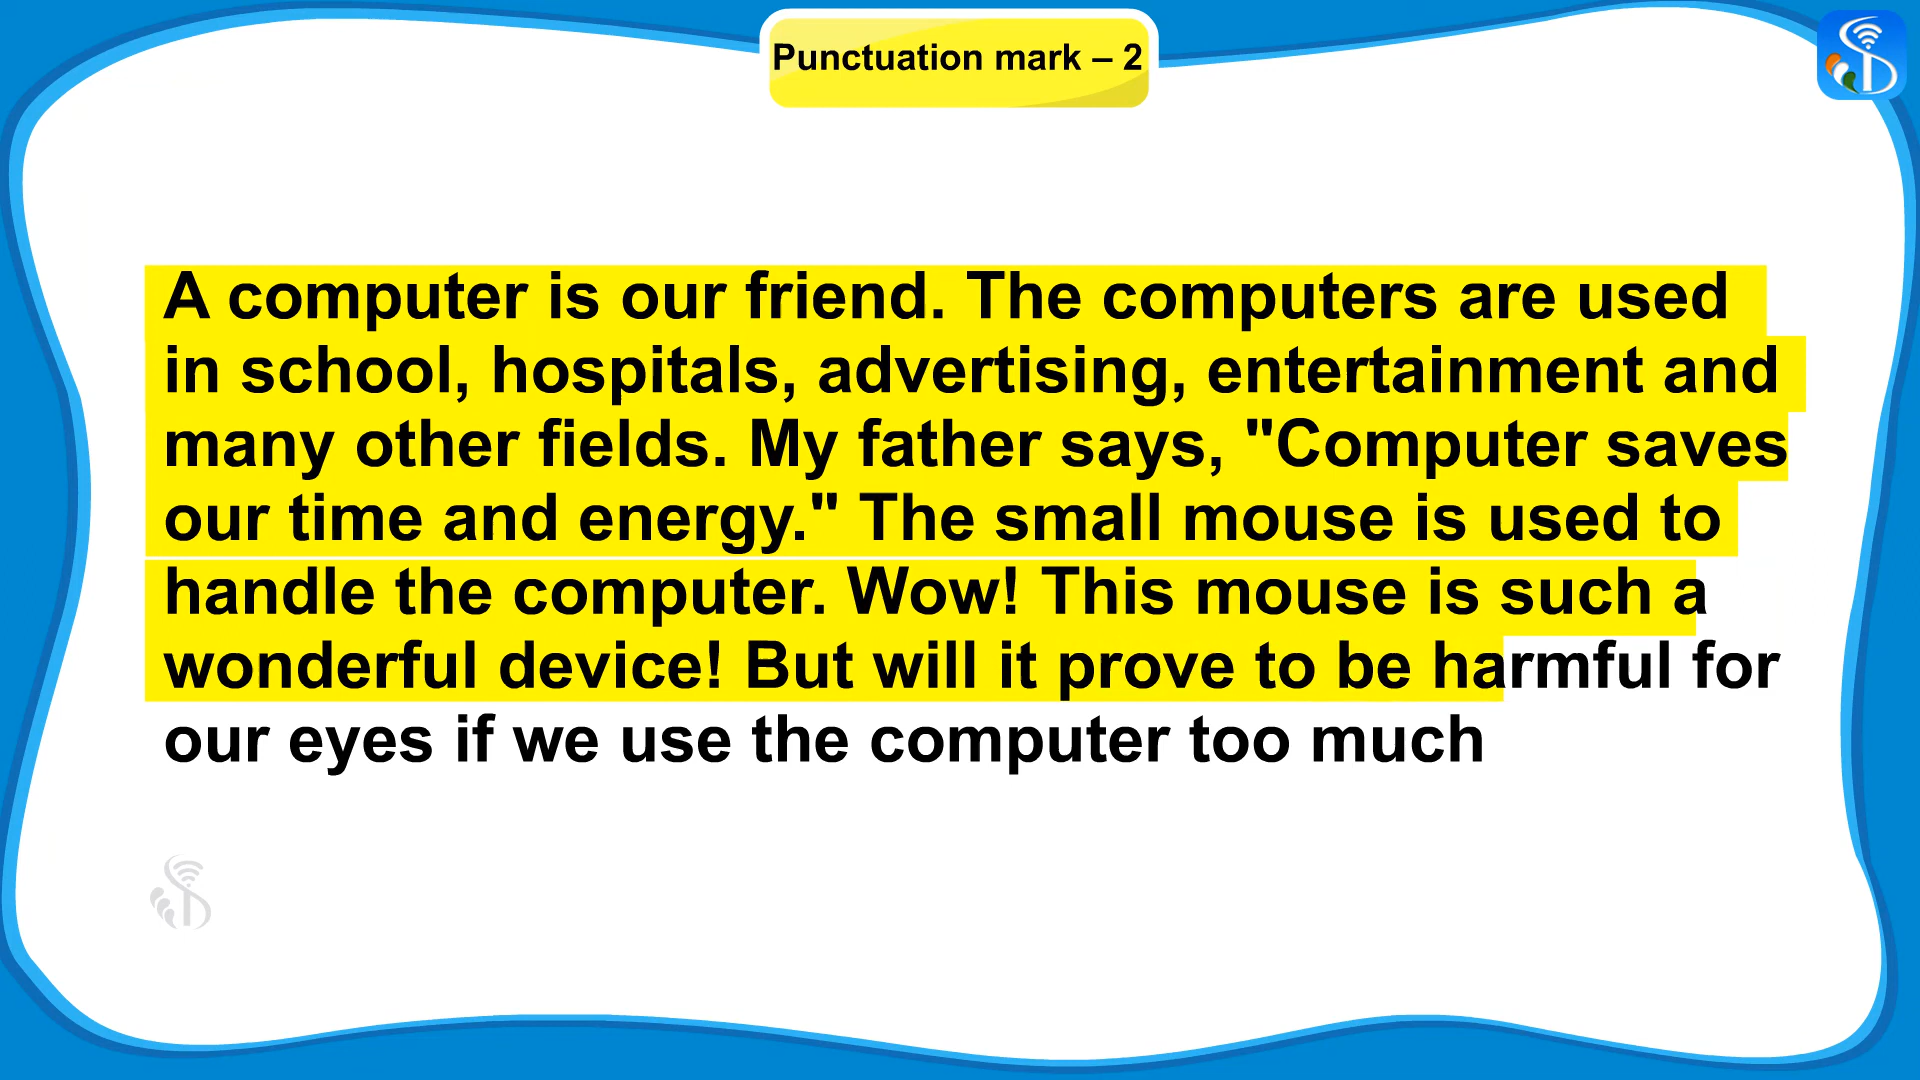 Punctuation mark – 2
A computer is our friend. The computers are used
in school, hospitals, advertising, entertainment and
many other fields. My father says, "Computer saves
our time and energy." The small mouse is used to
handle the computer. Wow! This mouse is such a
wonderful device! But will it prove to be harmful for
our eyes if we use the computer too much